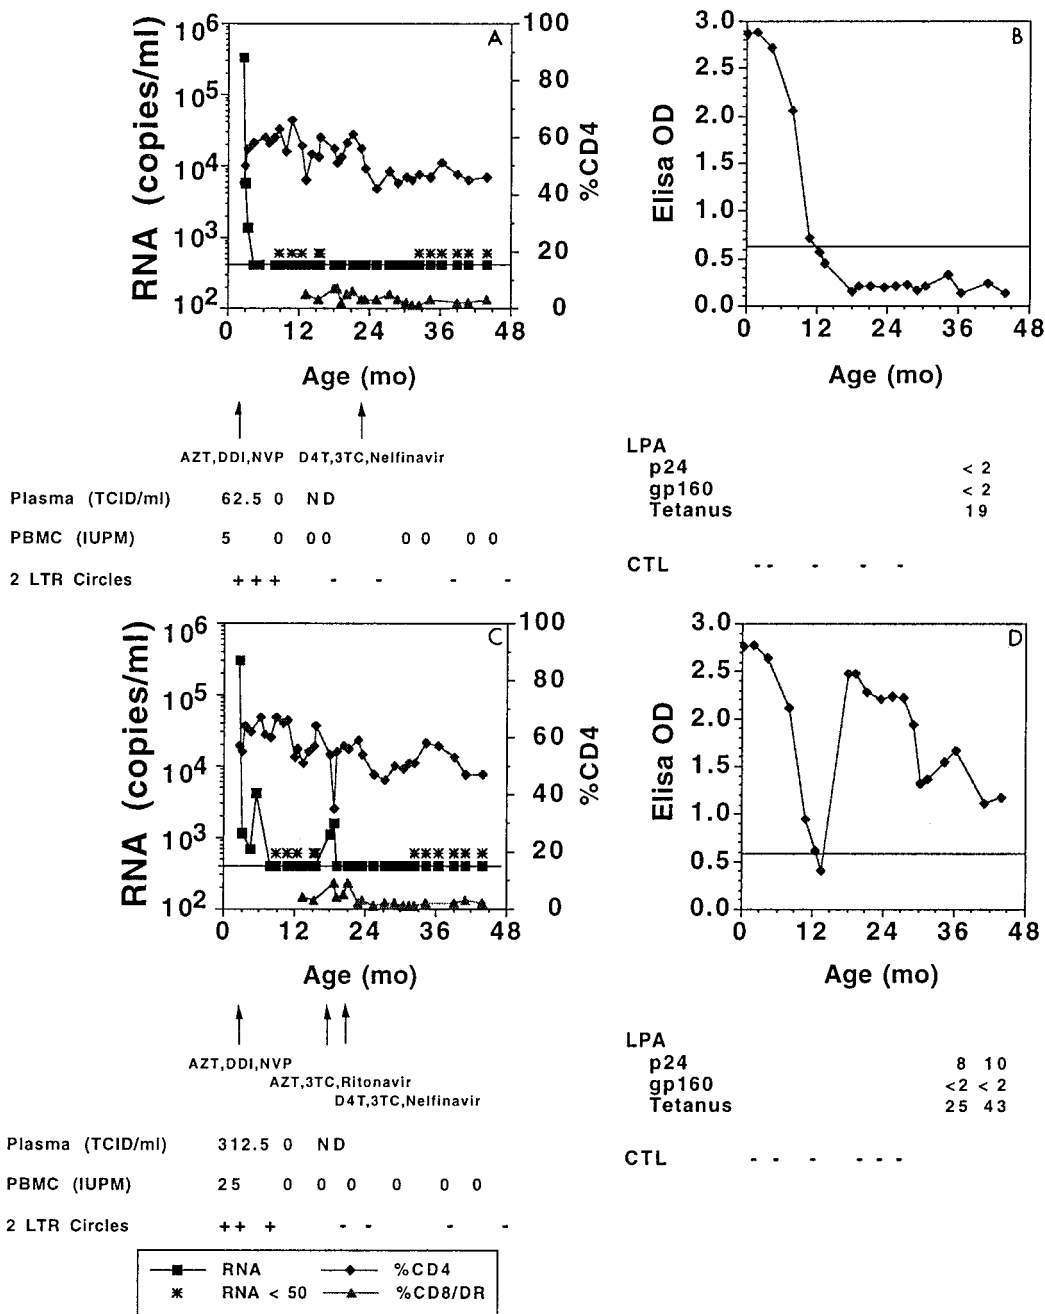 A
RNA (copies/ml)
10^6
10^5
10^4
10^3
10^2
100
80
60
40
20
0
%CD4
0 12 24 36 48
Age (mo)
AZT,DDI,NVP D4T,3TC,Nelfinavir
Plasma (TCID/ml) 62.5 0 ND
PBMC (IUPM) 5 0 0 0 0 0 0 0
2 LTR Circles + + + - - - -
B
Elisa OD
3.0
2.5
2.0
1.5
1.0
0.5
0.0
0 12 24 36 48
Age (mo)
LPA
p24 < 2
gp160 < 2
Tetanus 19
CTL - - - - -
C
RNA (copies/ml)
10^6
10^5
10^4
10^3
10^2
100
80
60
40
20
0
%CD4
0 12 24 36 48
Age (mo)
AZT,DDI,NVP
AZT,3TC,Ritonavir
D4T,3TC,Nelfinavir
Plasma (TCID/ml) 312.5 0 ND
PBMC (IUPM) 25 0 0 0 0 0 0
2 LTR Circles + + + - - - -
D
Elisa OD
3.0
2.5
2.0
1.5
1.0
0.5
0.0
0 12 24 36 48
Age (mo)
LPA
p24 8 10
gp160 <2 < 2
Tetanus 25 43
CTL - - - - - -
RNA %CD4
RNA < 50 %CD8/DR